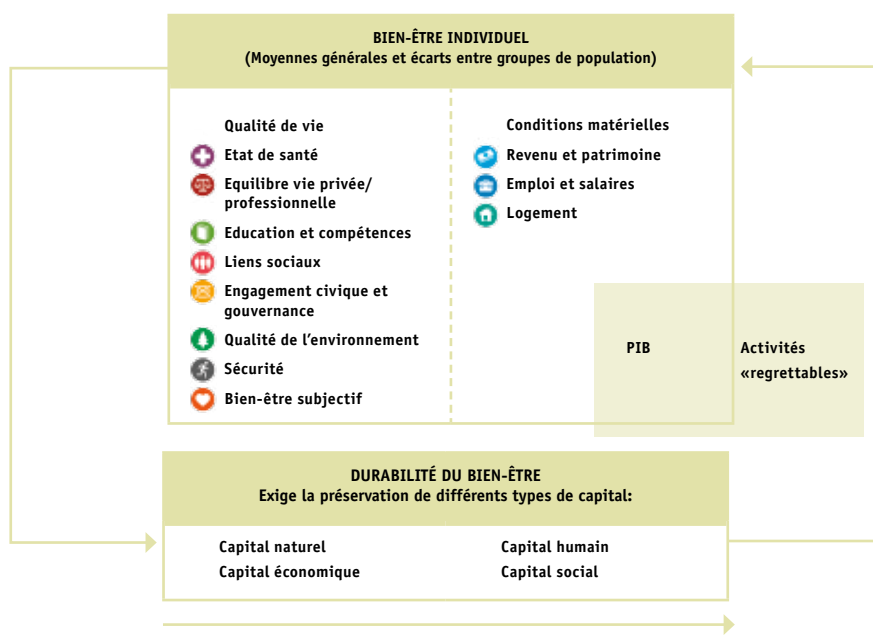 BIEN-ÊTRE INDIVIDUEL
(Moyennes générales et écarts entre groupes de population)
Qualité de vie
Etat de santé
Equilibre vie privée/
professionnelle
Education et compétences
Liens sociaux
Engagement civique et
gouvernance
Qualité de l'environnement
Sécurité
Bien-être subjectif
Conditions matérielles
Revenu et patrimoine
Emploi et salaires
Logement
PIB
Activités
«regrettables»
DURABILITÉ DU BIEN-ÊTRE
Exige la préservation de différents types de capital:
Capital naturel
Capital économique
Capital humain
Capital social